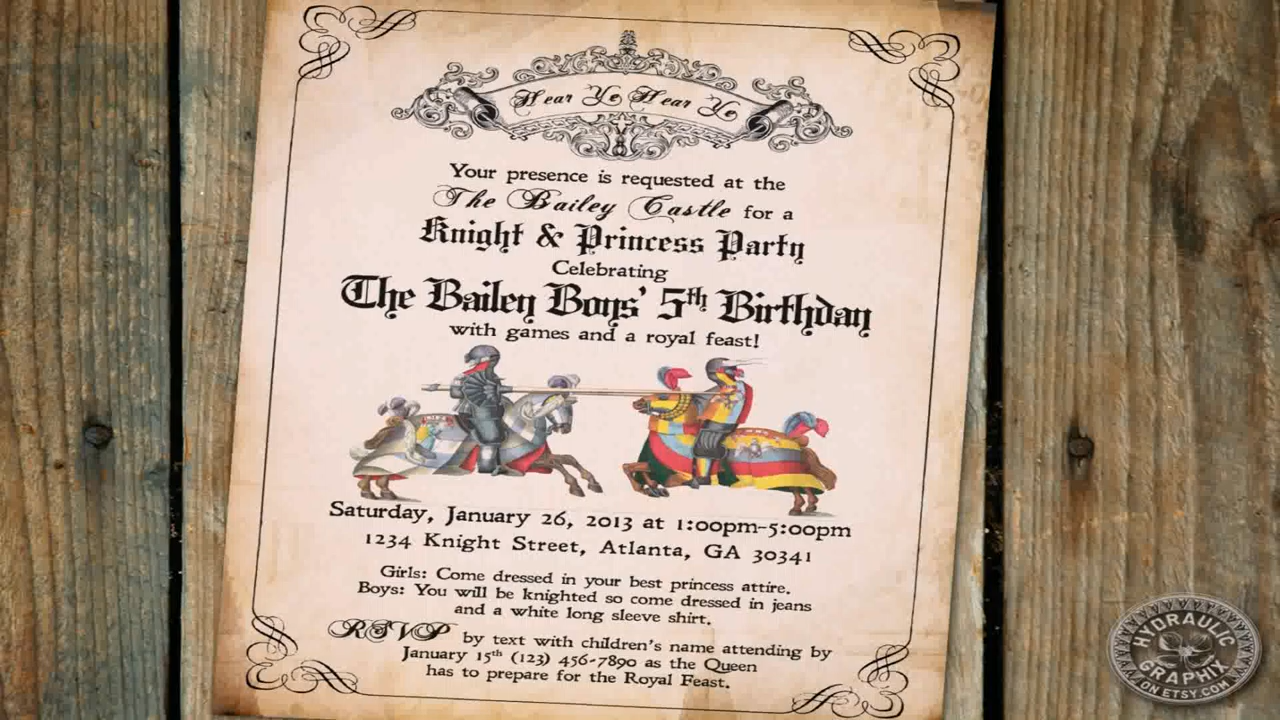 Hear Ye Hear Ye
Your presence is requested at the
The Bailey Castle for a
Knight & Princess Party
Celebrating
The Bailey Boys' 5th Birthday
with games and a royal feast!
Saturday, January 26, 2013 at 1:00pm-5:00pm
1234 Knight Street, Atlanta, GA 30341
Girls: Come dressed in your best princess attire.
Boys: You will be knighted so come dressed in jeans
and a white long sleeve shirt.
RSVP by text with children's name attending by
January 15th (123) 456-7890 as the Queen
has to prepare for the Royal Feast.
HYDRAULIC
GRAPHIX
ON ETSY.COM